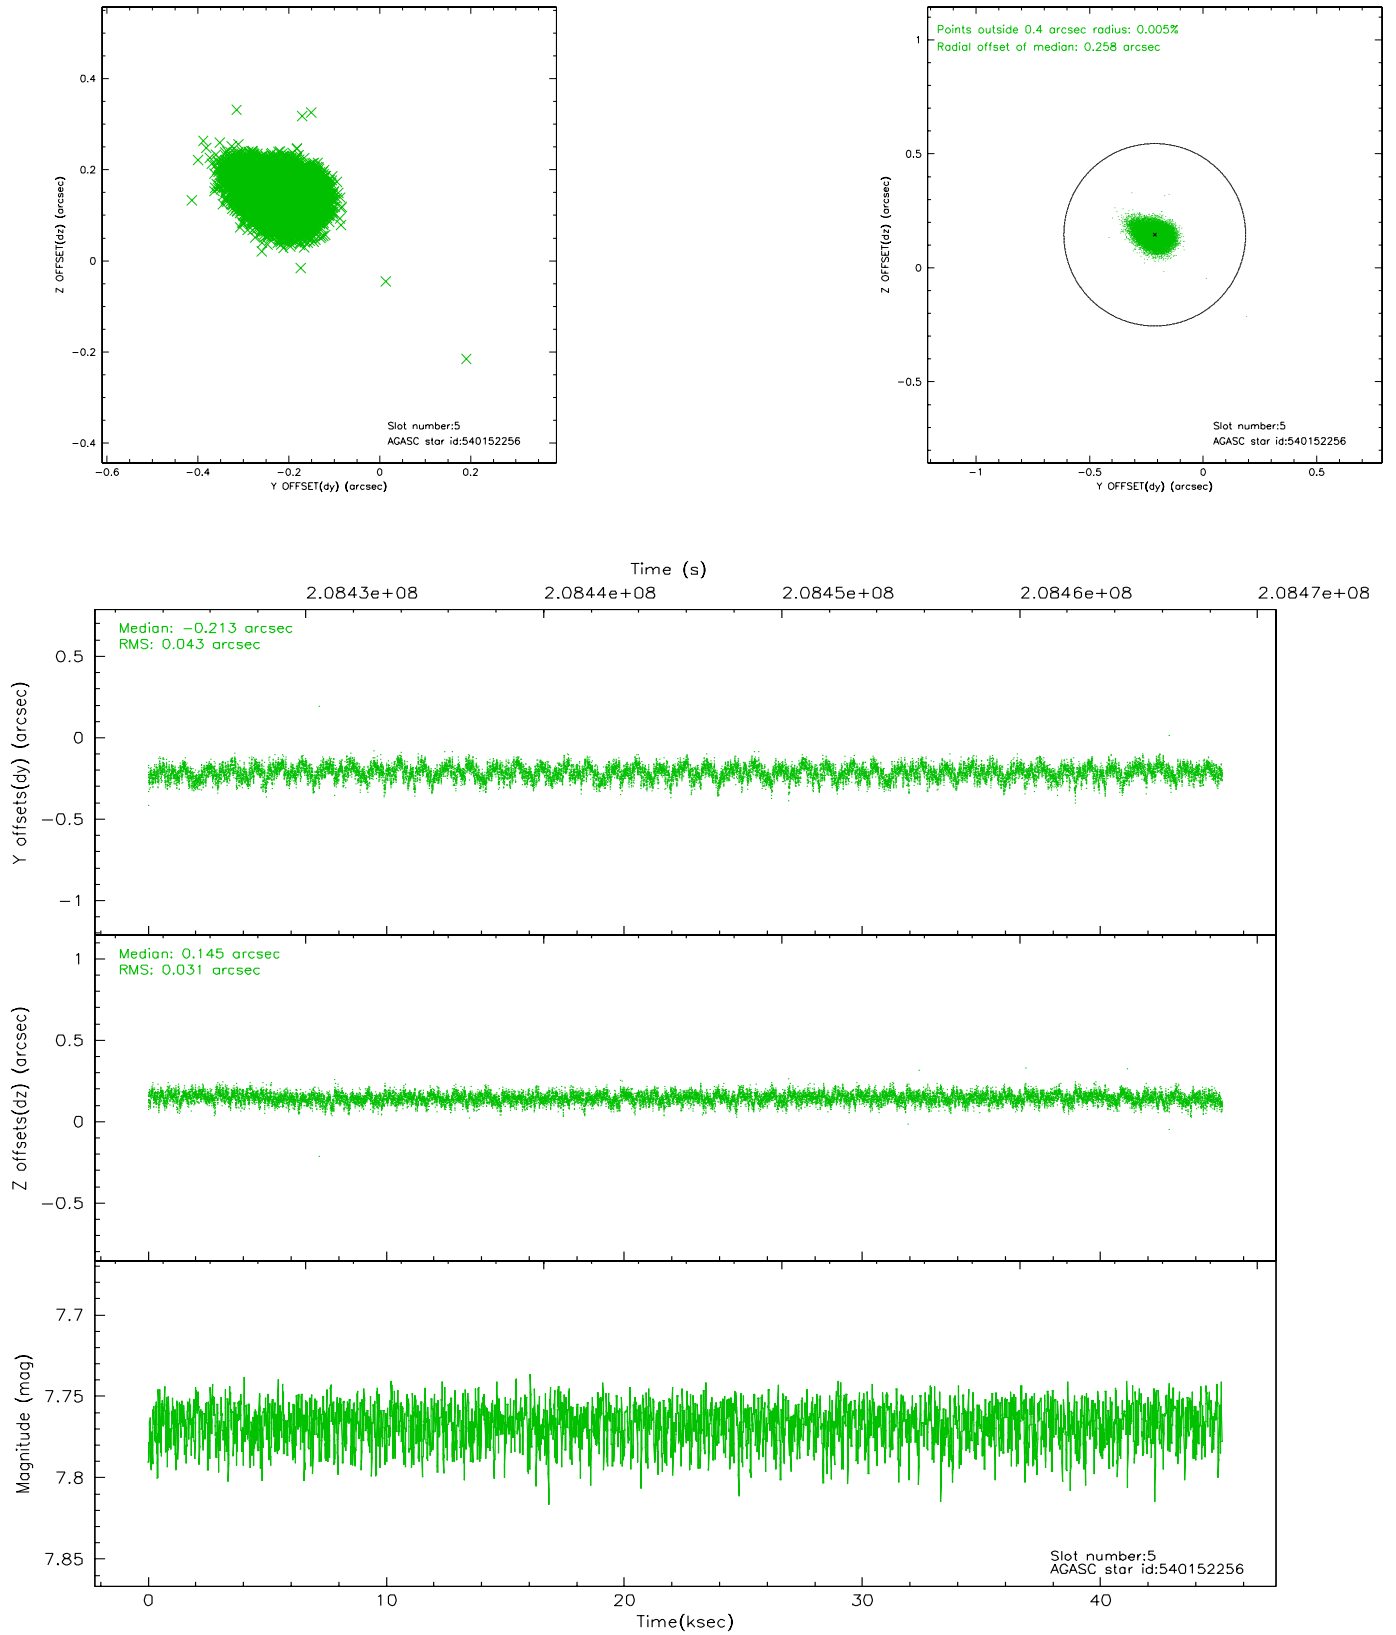 0.4
0.2
0
−0.2
−0.4
Z OFFSET(dz) (arcsec)
Slot number:5
AGASC star id:540152256
−0.6 −0.4 −0.2 0 0.2
Y OFFSET(dy) (arcsec)
Points outside 0.4 arcsec radius: 0.005%
Radial offset of median: 0.258 arcsec
1
0.5
0
−0.5
Z OFFSET(dz) (arcsec)
Slot number:5
AGASC star id:540152256
−1 −0.5 0 0.5
Y OFFSET(dy) (arcsec)
Time (s)
2.0843e+08 2.0844e+08 2.0845e+08 2.0846e+08 2.0847e+08
Median: −0.213 arcsec
RMS: 0.043 arcsec
0.5
0
−0.5
−1
Y offsets(dy) (arcsec)
Median: 0.145 arcsec
RMS: 0.031 arcsec
1
0.5
0
−0.5
Z offsets(dz) (arcsec)
7.7
7.75
7.8
7.85
Magnitude (mag)
Slot number:5
AGASC star id:540152256
0 10 20 30 40
Time(ksec)